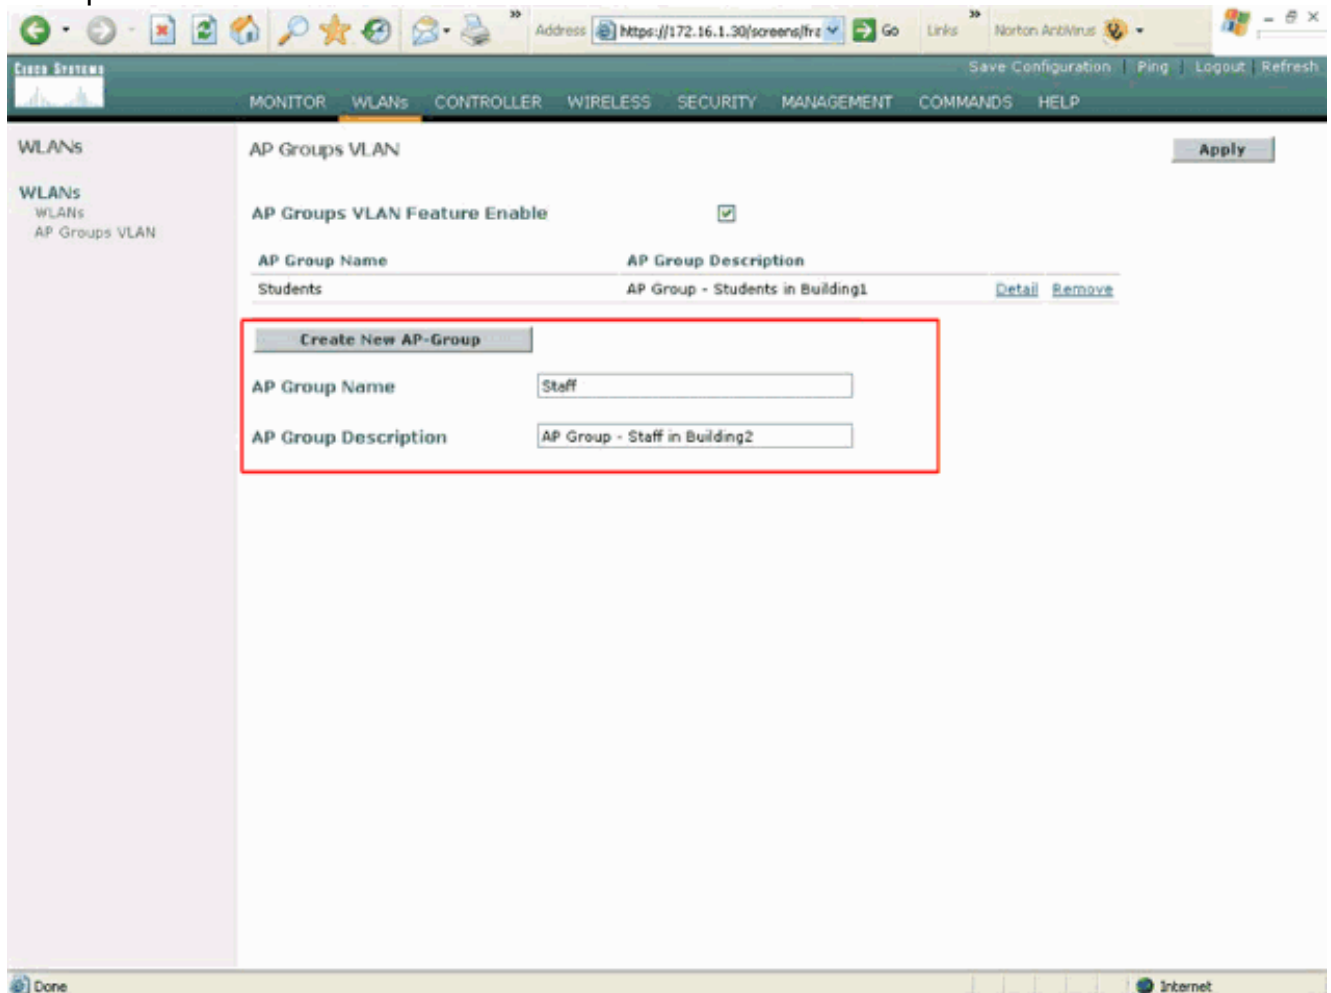 Address https://172.16.1.30/screens/fra Go Links Norton AntiVirus
CISCO SYSTEMS
Save Configuration | Ping | Logout | Refresh
MONITOR WLANs CONTROLLER WIRELESS SECURITY MANAGEMENT COMMANDS HELP
WLANs
AP Groups VLAN
Apply
WLANs
WLANs
AP Groups VLAN
AP Groups VLAN Feature Enable
AP Group Name AP Group Description
Students AP Group - Students in Building1 Detail Remove
Create New AP-Group
AP Group Name Staff
AP Group Description AP Group - Staff in Building2
Done Internet